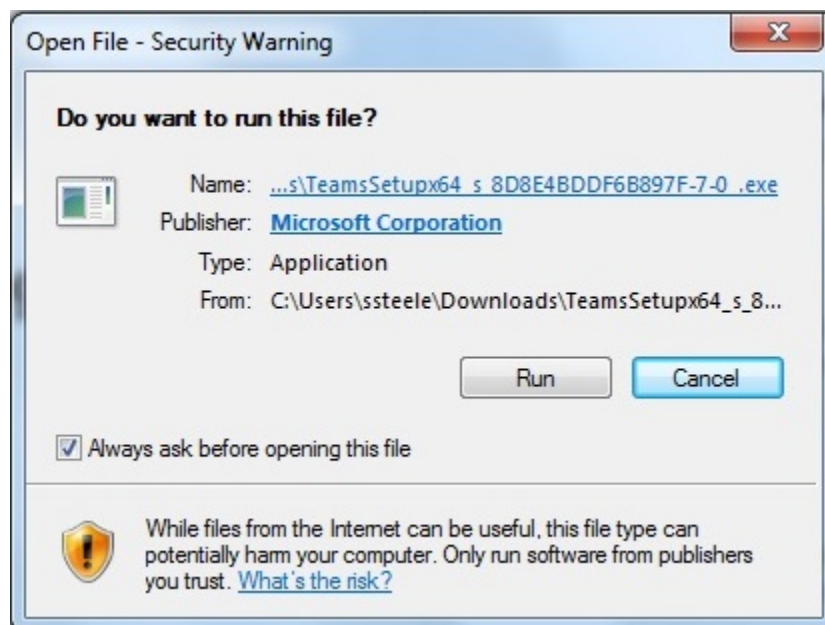 Open File - Security Warning
Do you want to run this file?
Name: ...s\TeamsSetupx64_s_8D8E4BDDF6B897F-7-0_.exe
Publisher: Microsoft Corporation
Type: Application
From: C:\Users\ssteele\Downloads\TeamsSetupx64_s_8...
Run Cancel
Always ask before opening this file
While files from the Internet can be useful, this file type can
potentially harm your computer. Only run software from publishers
you trust. What's the risk?